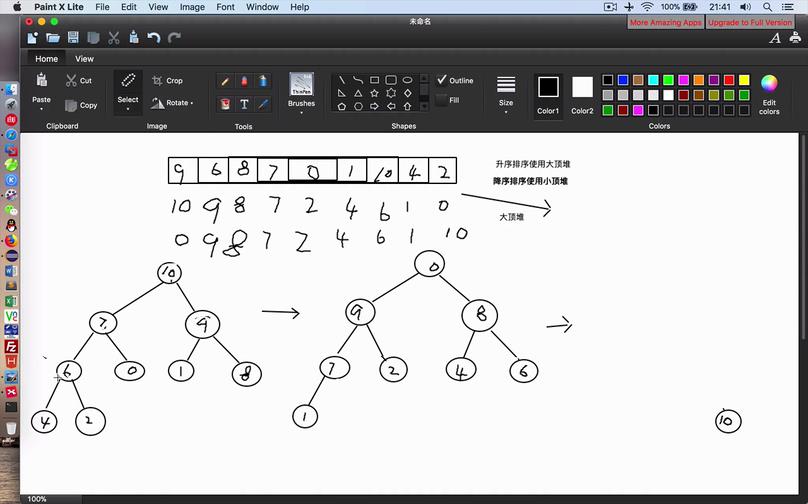 Paint X Lite File Edit View Image Font Window Help 100% 21:41
未命名
More Amazing Apps Upgrade to Full Version
Home View
Paste Cut Copy Select Crop Rotate Brushes Outline Fill Size Color1 Color2 Edit colors
Clipboard Image Tools Shapes Colors
9 6 8 7 0 1 10 4 2
升序排序使用大顶堆
降序排序使用小顶堆
10 9 8 7 2 4 6 1 0
大顶堆
0 9 8 7 2 4 6 1 10
10 0
7 9 9 8
6 0 1 8 7 2 4 6
4 2 1 10
100%